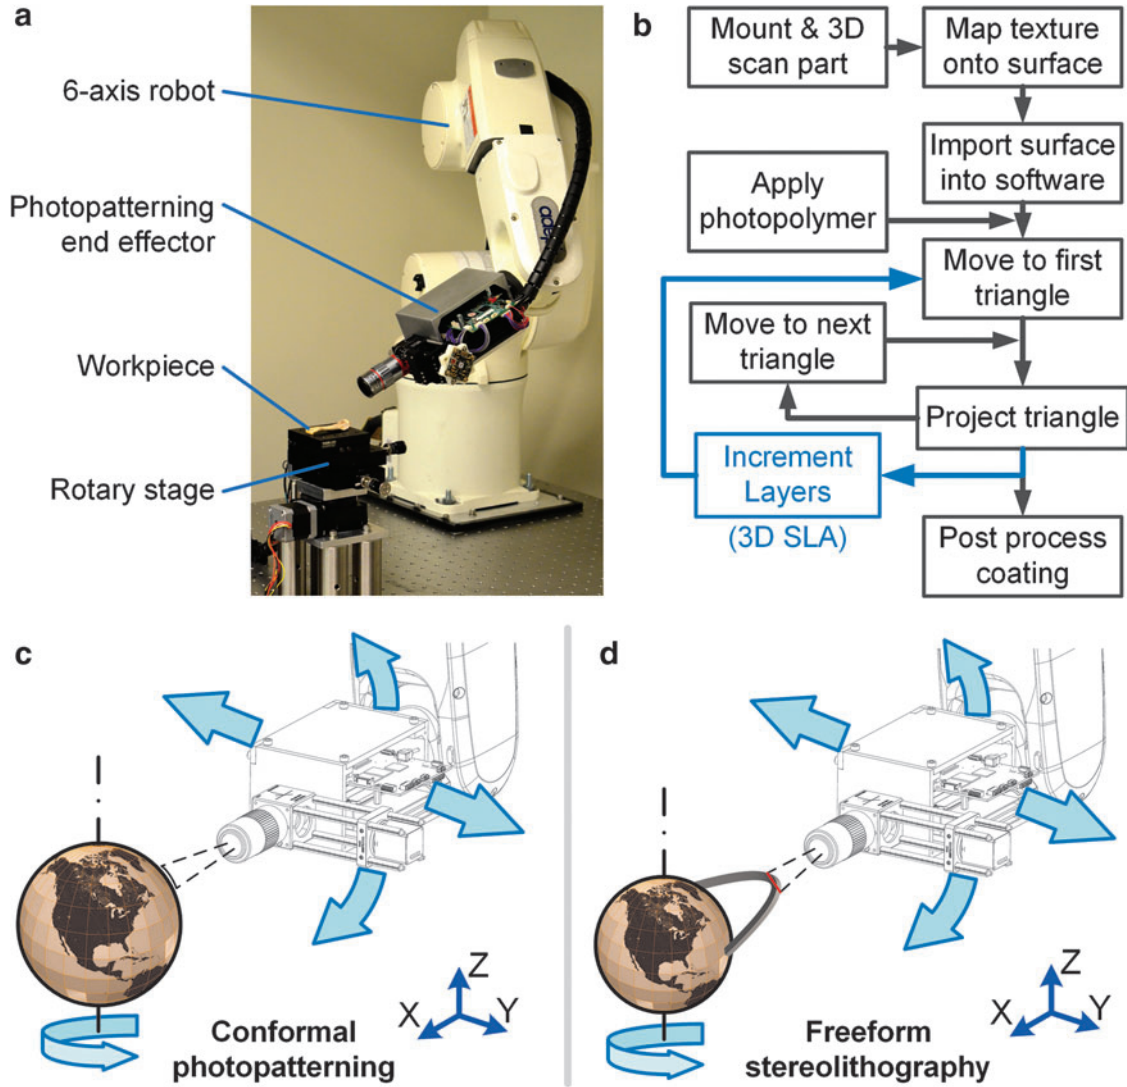 a
6-axis robot
Photopatterning
end effector
Workpiece
Rotary stage
adept
b
Mount & 3D
scan part
Map texture
onto surface
Import surface
into software
Apply
photopolymer
Move to first
triangle
Move to next
triangle
Project triangle
Increment
Layers
(3D SLA)
Post process
coating
c
Z
X
Y
Conformal
photopatterning
d
Z
X
Y
Freeform
stereolithography